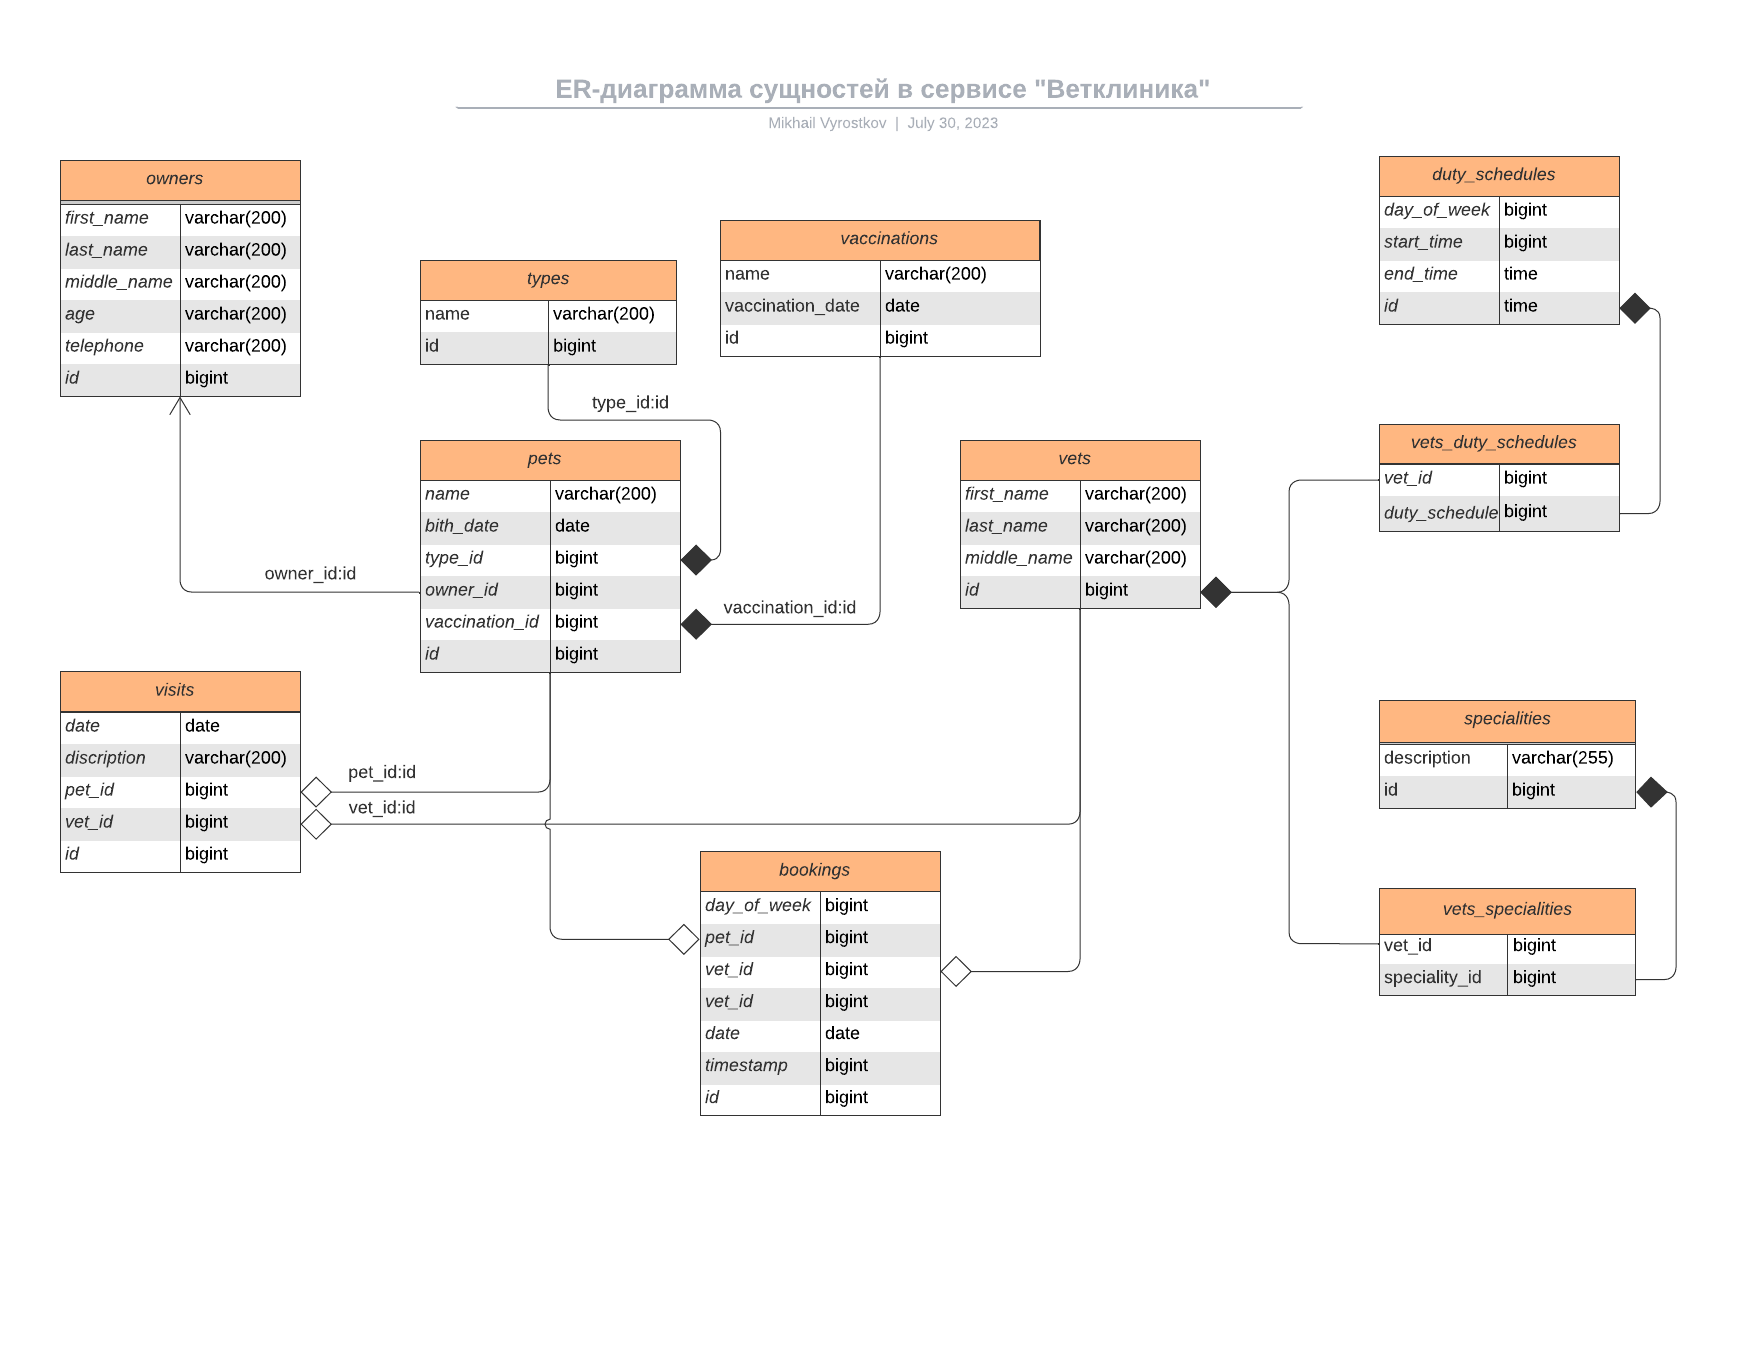 ER-диаграмма сущностей в сервисе "Ветклиника"
Mikhail Vyrostkov | July 30, 2023
owners
first_name varchar(200)
last_name varchar(200)
middle_name varchar(200)
age varchar(200)
telephone varchar(200)
id bigint
types
name varchar(200)
id bigint
vaccinations
name varchar(200)
vaccination_date date
id bigint
duty_schedules
day_of_week bigint
start_time bigint
end_time time
id time
type_id:id
pets
name varchar(200)
bith_date date
type_id bigint
owner_id bigint
vaccination_id bigint
id bigint
owner_id:id
vaccination_id:id
vets
first_name varchar(200)
last_name varchar(200)
middle_name varchar(200)
id bigint
vets_duty_schedules
vet_id bigint
duty_schedule bigint
visits
date date
discription varchar(200)
pet_id bigint
vet_id bigint
id bigint
pet_id:id
vet_id:id
specialities
description varchar(255)
id bigint
bookings
day_of_week bigint
pet_id bigint
vet_id bigint
vet_id bigint
date date
timestamp bigint
id bigint
vets_specialities
vet_id bigint
speciality_id bigint